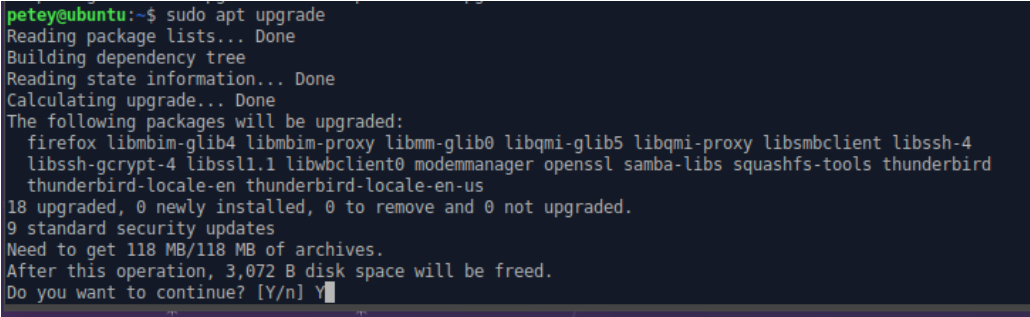 petey@ubuntu:~$ sudo apt upgrade
Reading package lists... Done
Building dependency tree
Reading state information... Done
Calculating upgrade... Done
The following packages will be upgraded:
  firefox libmbim-glib4 libmbim-proxy libmm-glib0 libqmi-glib5 libqmi-proxy libsmbclient libssh-4
  libssh-gcrypt-4 libssl1.1 libwbclient0 modemmanager openssl samba-libs squashfs-tools thunderbird
  thunderbird-locale-en thunderbird-locale-en-us
18 upgraded, 0 newly installed, 0 to remove and 0 not upgraded.
9 standard security updates
Need to get 118 MB/118 MB of archives.
After this operation, 3,072 B disk space will be freed.
Do you want to continue? [Y/n] Y